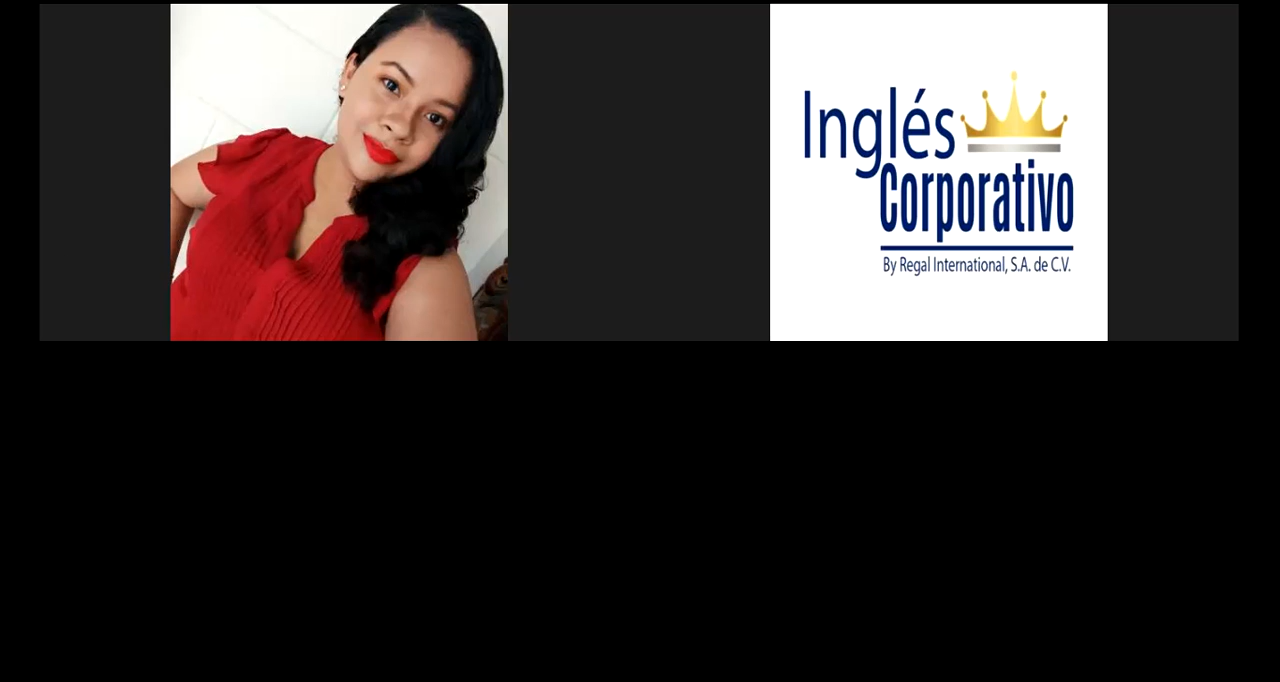 Inglés
Corporativo
By Regal International, S.A. de C.V.